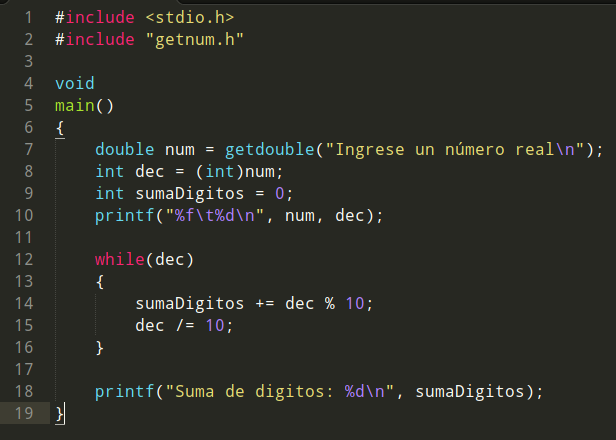 1 #include <stdio.h>
2 #include "getnum.h"
3
4 void
5 main()
6 {
7 double num = getdouble("Ingrese un número real\n");
8 int dec = (int)num;
9 int sumaDigitos = 0;
10 printf("%f\t%d\n", num, dec);
11
12 while(dec)
13 {
14 sumaDigitos += dec % 10;
15 dec /= 10;
16 }
17
18 printf("Suma de digitos: %d\n", sumaDigitos);
19 }